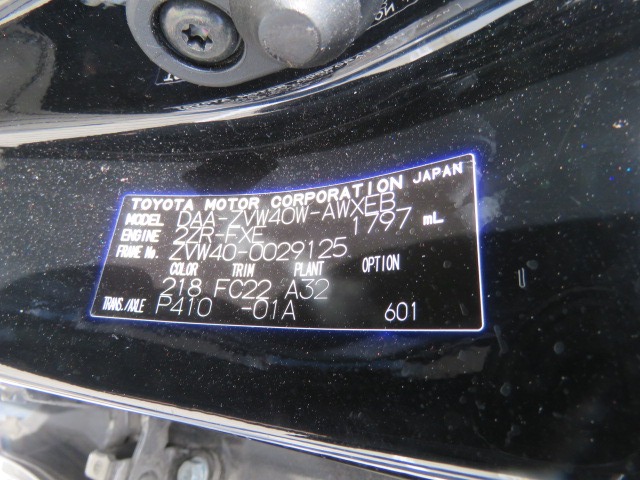 TOYOTA MOTOR CORPORATION JAPAN
MODEL DAA-ZVW40W-AWXEB
ENGINE 2ZR-FXE 1797 mL
FRAME No. ZVW40-0029125
COLOR TRIM PLANT OPTION
218 FC22 A32
TRANS./AXLE P410 -01A 601